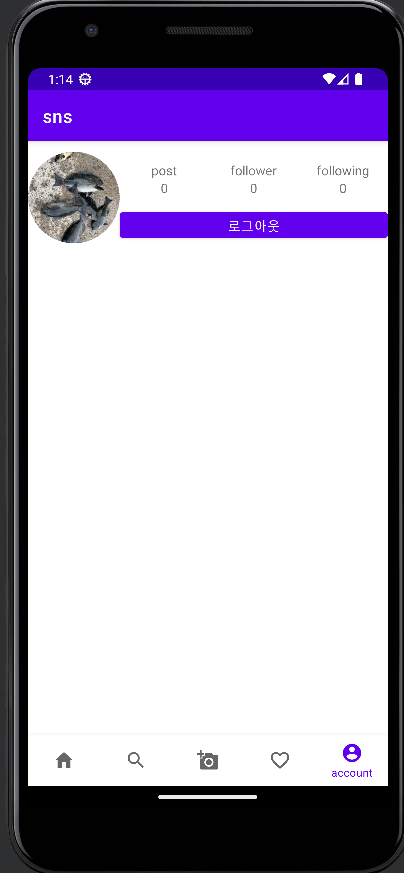 1:14
sns
post follower following
0 0 0
로그아웃
account